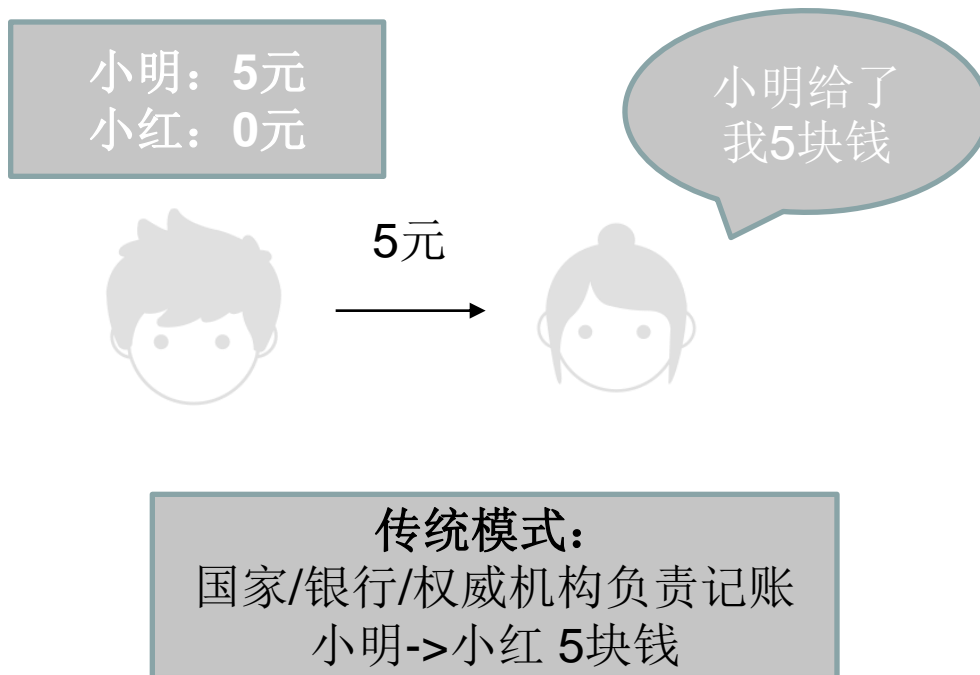 小明：5元
小红：0元
小明给了
我5块钱
5元
传统模式：
国家/银行/权威机构负责记账
小明->小红 5块钱